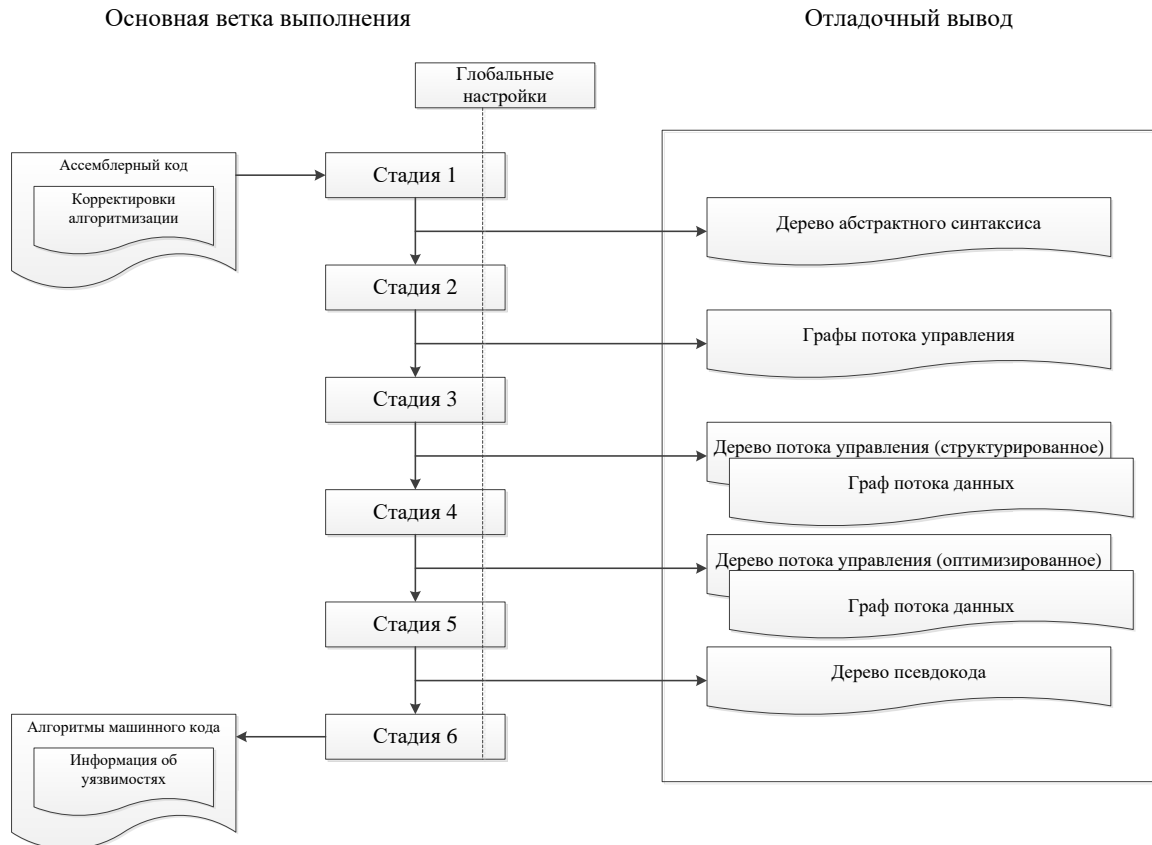 Основная ветка выполнения
Отладочный вывод
Глобальные
настройки
Ассемблерный код
Корректировки
алгоритмизации
Стадия 1
Дерево абстрактного синтаксиса
Стадия 2
Графы потока управления
Стадия 3
Дерево потока управления (структурированное)
Граф потока данных
Стадия 4
Дерево потока управления (оптимизированное)
Граф потока данных
Стадия 5
Дерево псевдокода
Стадия 6
Алгоритмы машинного кода
Информация об
уязвимостях